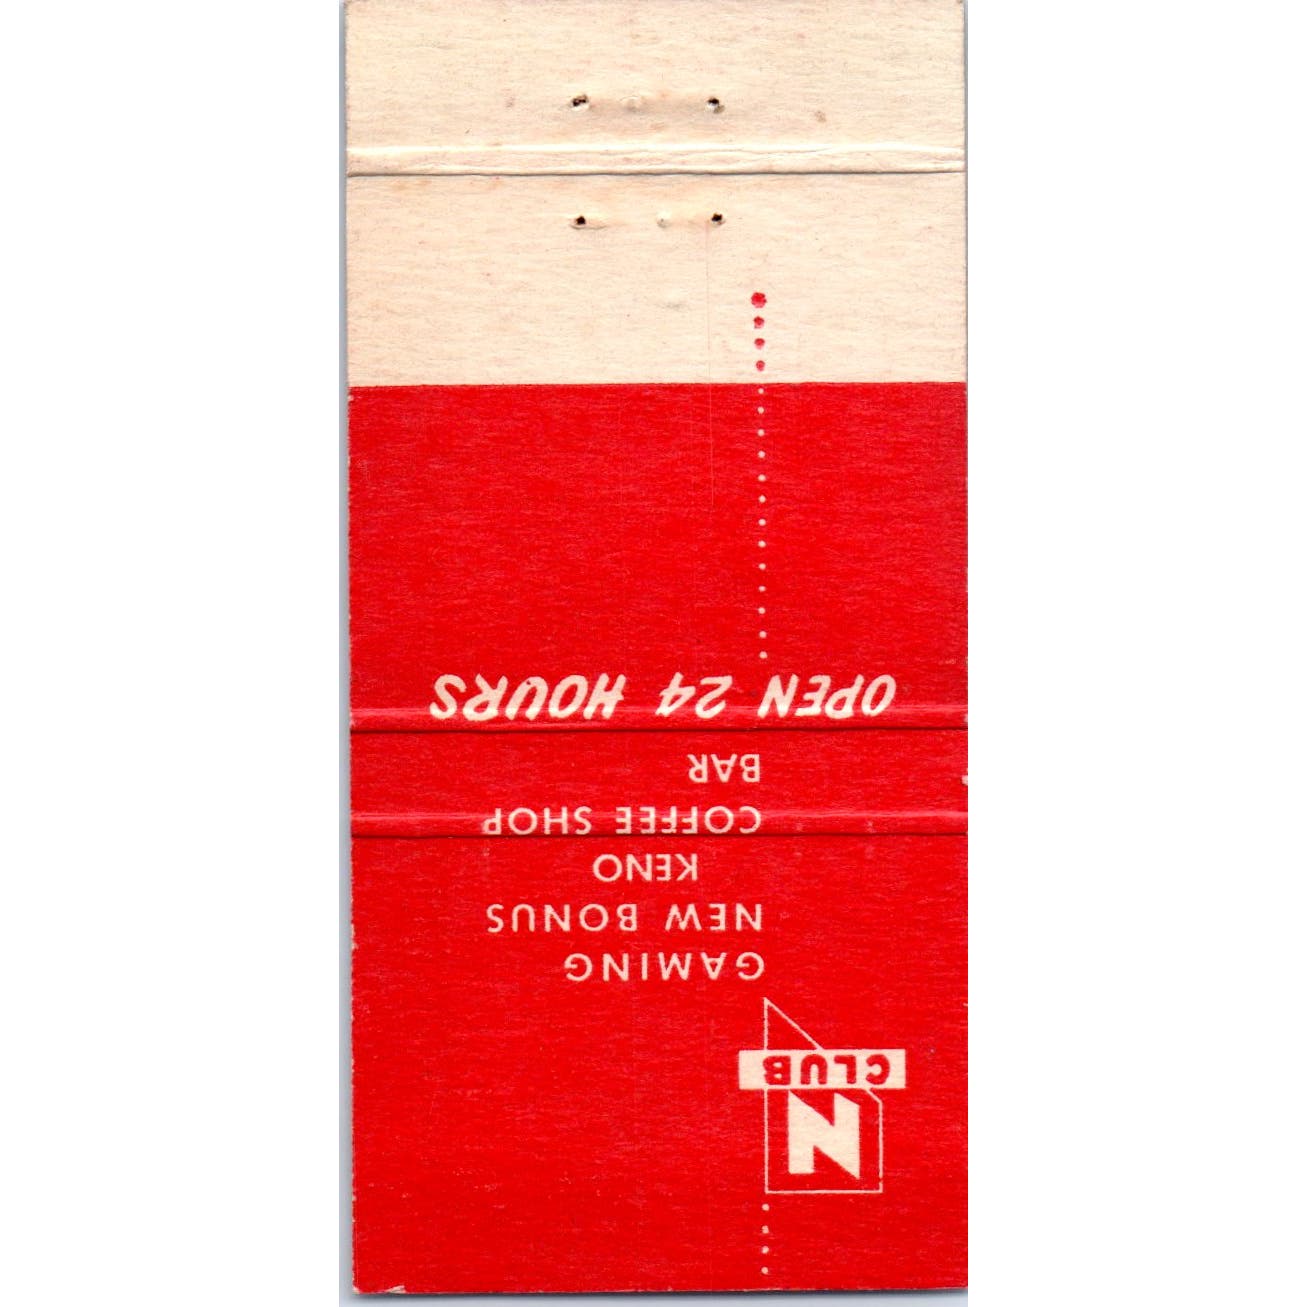 N
CLUB
GAMING
NEW BONUS
KENO
COFFEE SHOP
BAR
OPEN 24 HOURS